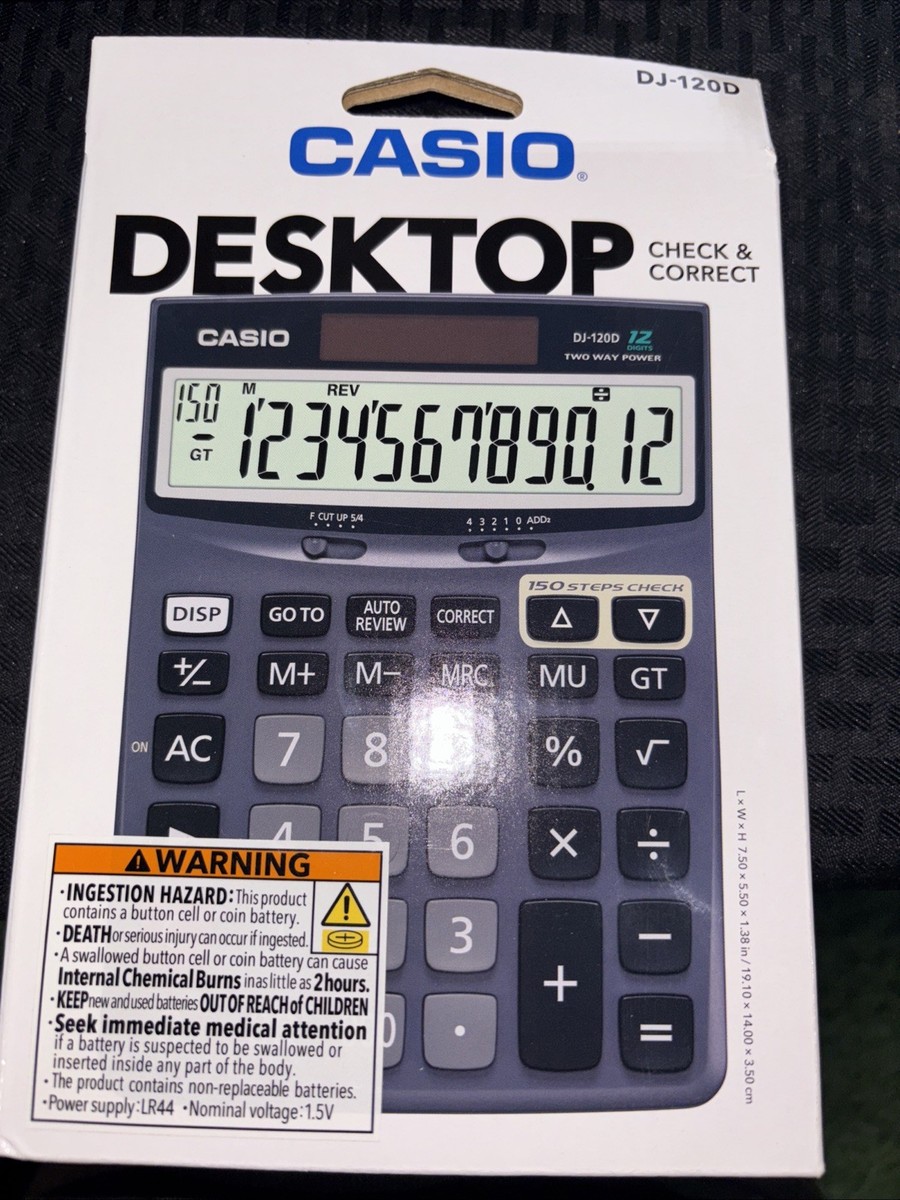 DJ-120D
CASIO®
DESKTOP
CHECK &
CORRECT
CASIO
DJ-120D 12
DIGITS
TWO WAY POWER
150 M REV ÷
GT 1'234'567'890.12
F CUT UP 5/4
4 3 2 1 0 ADD2
150 STEPS CHECK
DISP GO TO AUTO REVIEW CORRECT △ ▽
+/− M+ M− MRC MU GT
ON AC 7 8 % √
▶ 4 5 6 × ÷
3 + −
0 · =
L × W × H 7.50 × 5.50 × 1.38 in / 19.10 × 14.00 × 3.50 cm
⚠WARNING
·INGESTION HAZARD: This product
contains a button cell or coin battery.
·DEATH or serious injury can occur if ingested.
·A swallowed button cell or coin battery can cause
Internal Chemical Burns in as little as 2 hours.
·KEEP new and used batteries OUT OF REACH of CHILDREN
·Seek immediate medical attention
if a battery is suspected to be swallowed or
inserted inside any part of the body.
·The product contains non-replaceable batteries.
·Power supply:LR44 ·Nominal voltage:1.5V